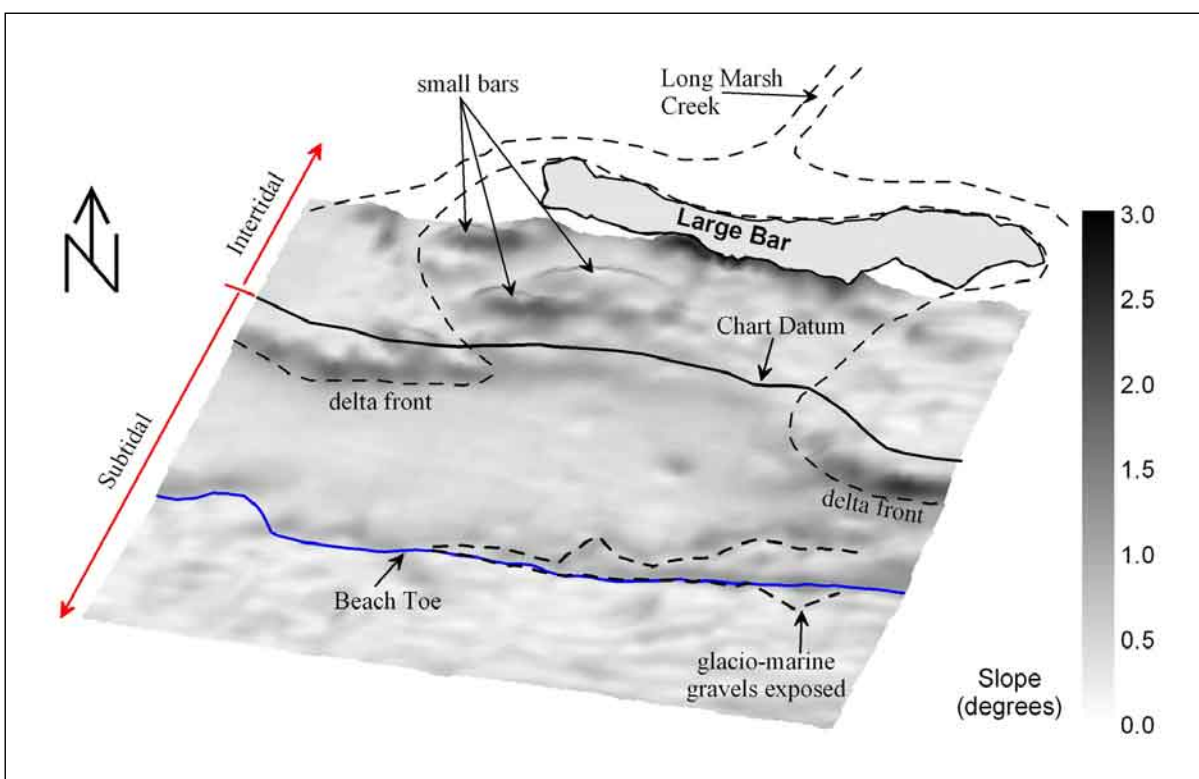 small bars
Long Marsh
Creek
Intertidal
N
Large Bar
3.0
2.5
Chart Datum
2.0
delta front
Subtidal
1.5
delta front
1.0
Beach Toe
0.5
glacio-marine
gravels exposed
Slope
(degrees)
0.0